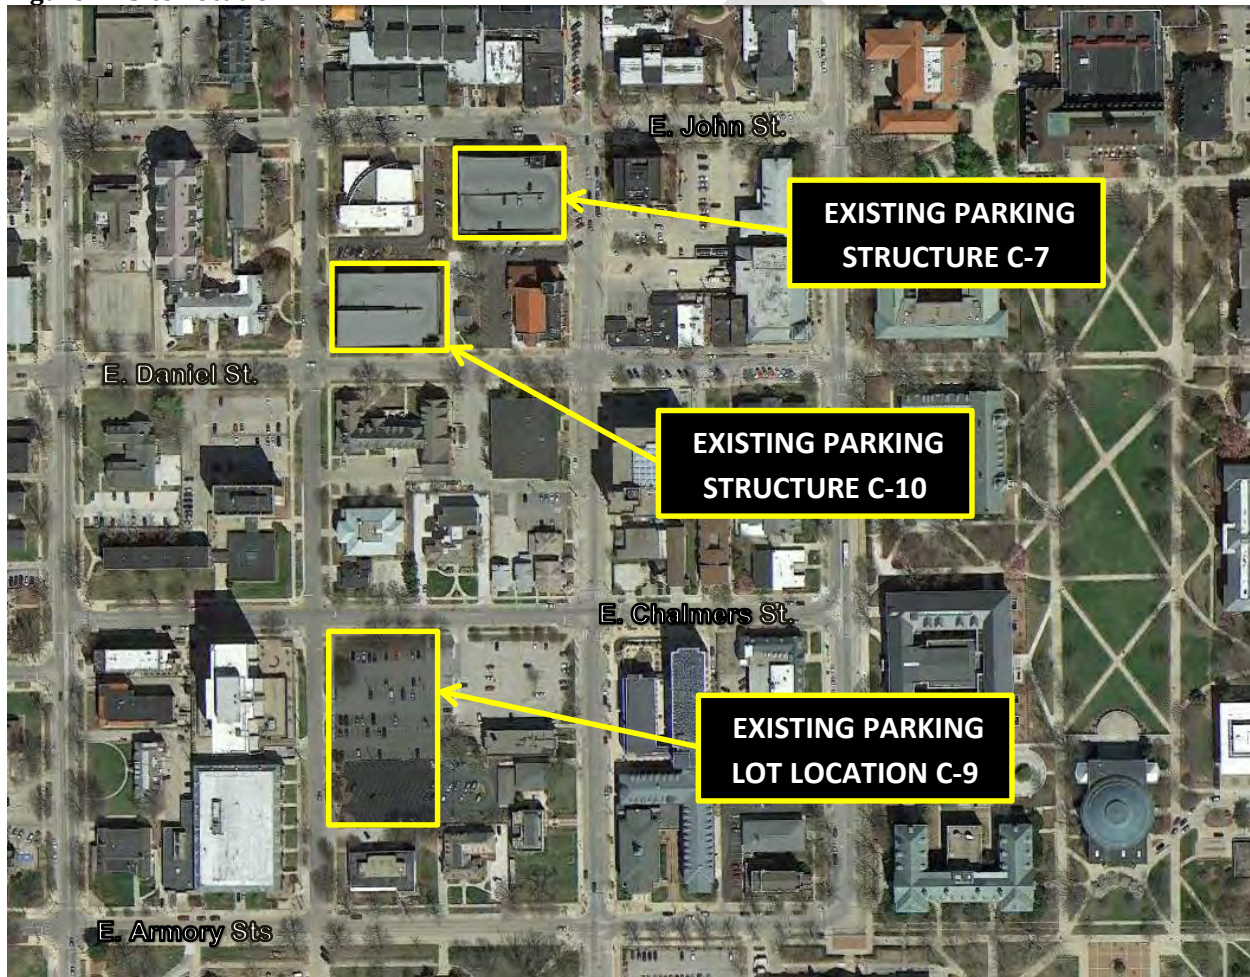 E. John St.
EXISTING PARKING
STRUCTURE C-7
E. Daniel St.
EXISTING PARKING
STRUCTURE C-10
E. Chalmers St.
EXISTING PARKING
LOT LOCATION C-9
E. Armory Sts